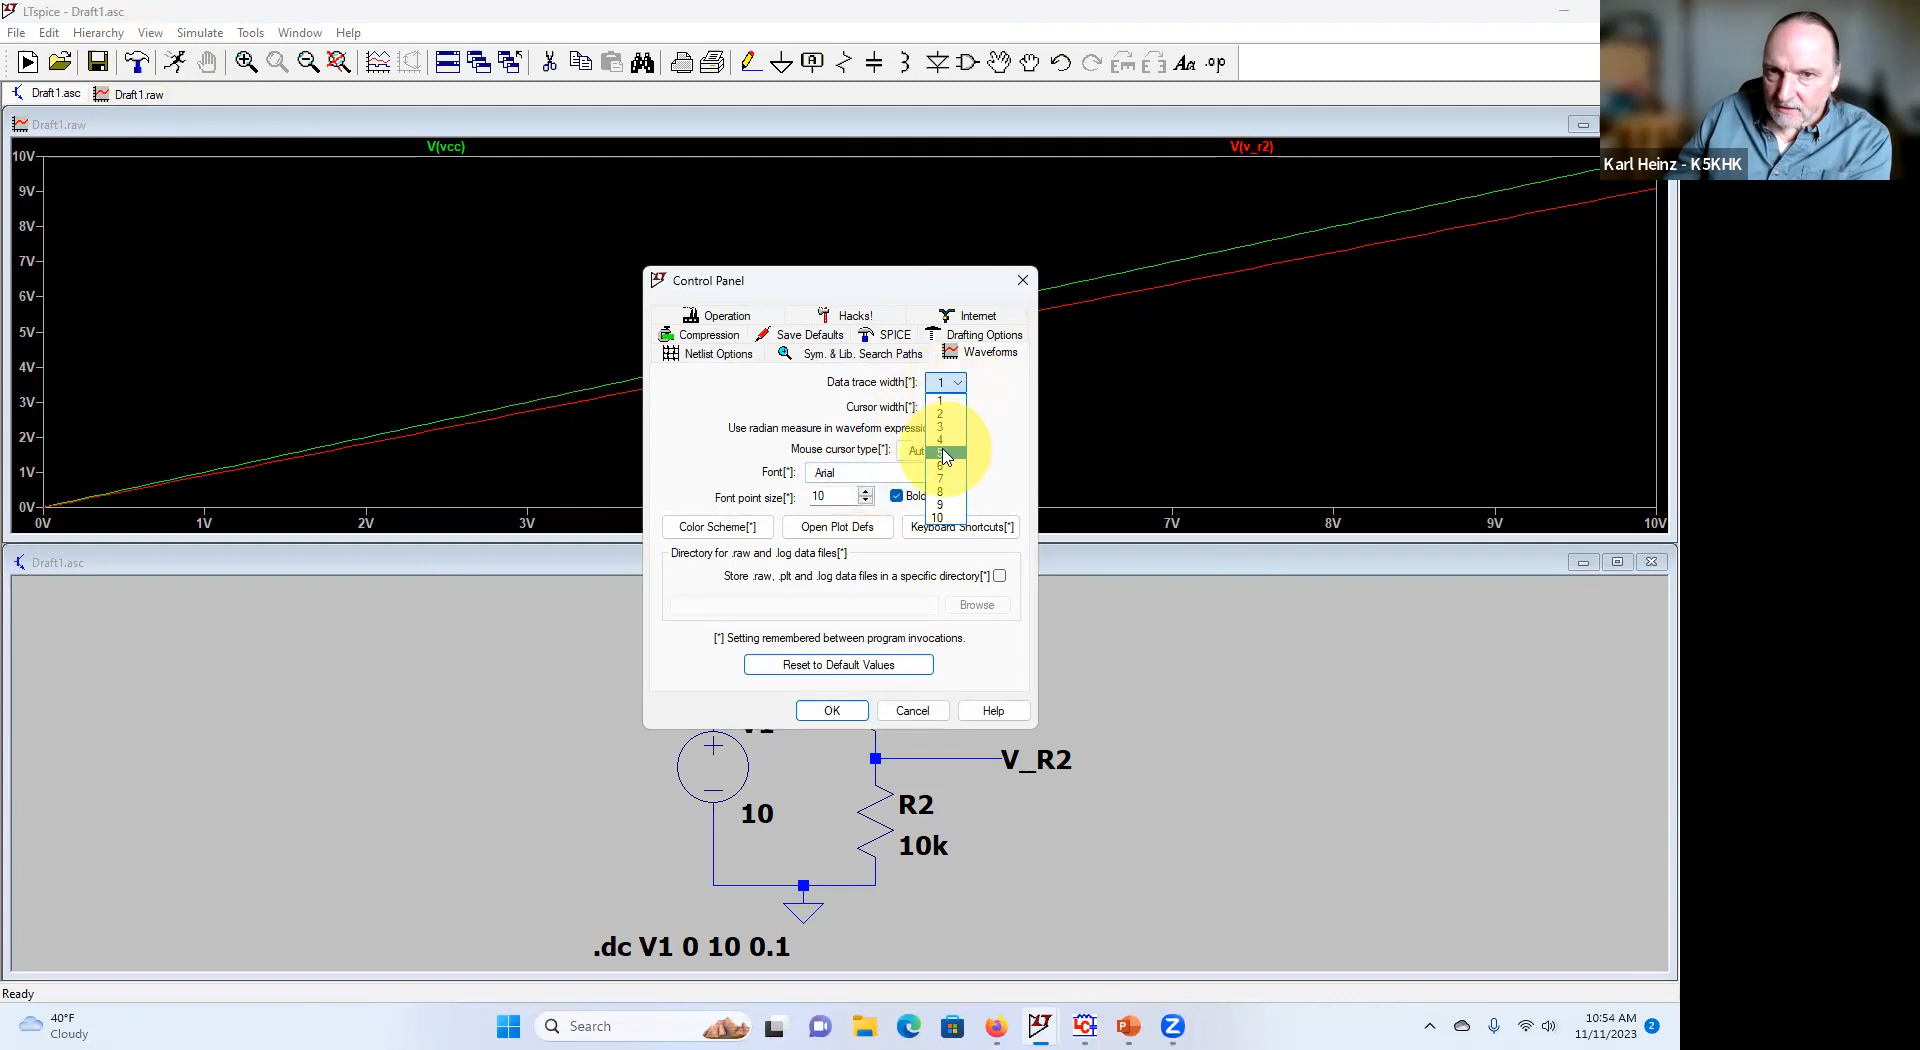 LTspice - Draft1.asc
File Edit Hierarchy View Simulate Tools Window Help
Draft1.asc Draft1.raw
Draft1.raw
V(vcc) V(v_r2)
10V
9V
8V
7V
6V
5V
4V
3V
2V
1V
0V
0V 1V 2V 3V 7V 8V 9V 10V
Karl Heinz - K5KHK
Control Panel
Operation Hacks! Internet
Compression Save Defaults SPICE Drafting Options
Netlist Options Sym. & Lib. Search Paths Waveforms
Data trace width[*]: 1
1
2
3
4
6
7
8
9
10
Cursor width[*]:
Use radian measure in waveform
Mouse cursor type[*]:
Font[*]: Arial
Font point size[*]: 10
Color Scheme[*] Open Plot Defs Keyboard Shortcuts[*]
Directory for .raw and .log data files[*]
Store .raw, .plt and .log data files in a specific directory[*]
Browse
[*] Setting remembered between program invocations.
Reset to Default Values
OK Cancel Help
Draft1.asc
V1
10
V_R2
R2
10k
.dc V1 0 10 0.1
Ready
40°F
Cloudy
Search
10:54 AM
11/11/2023
2